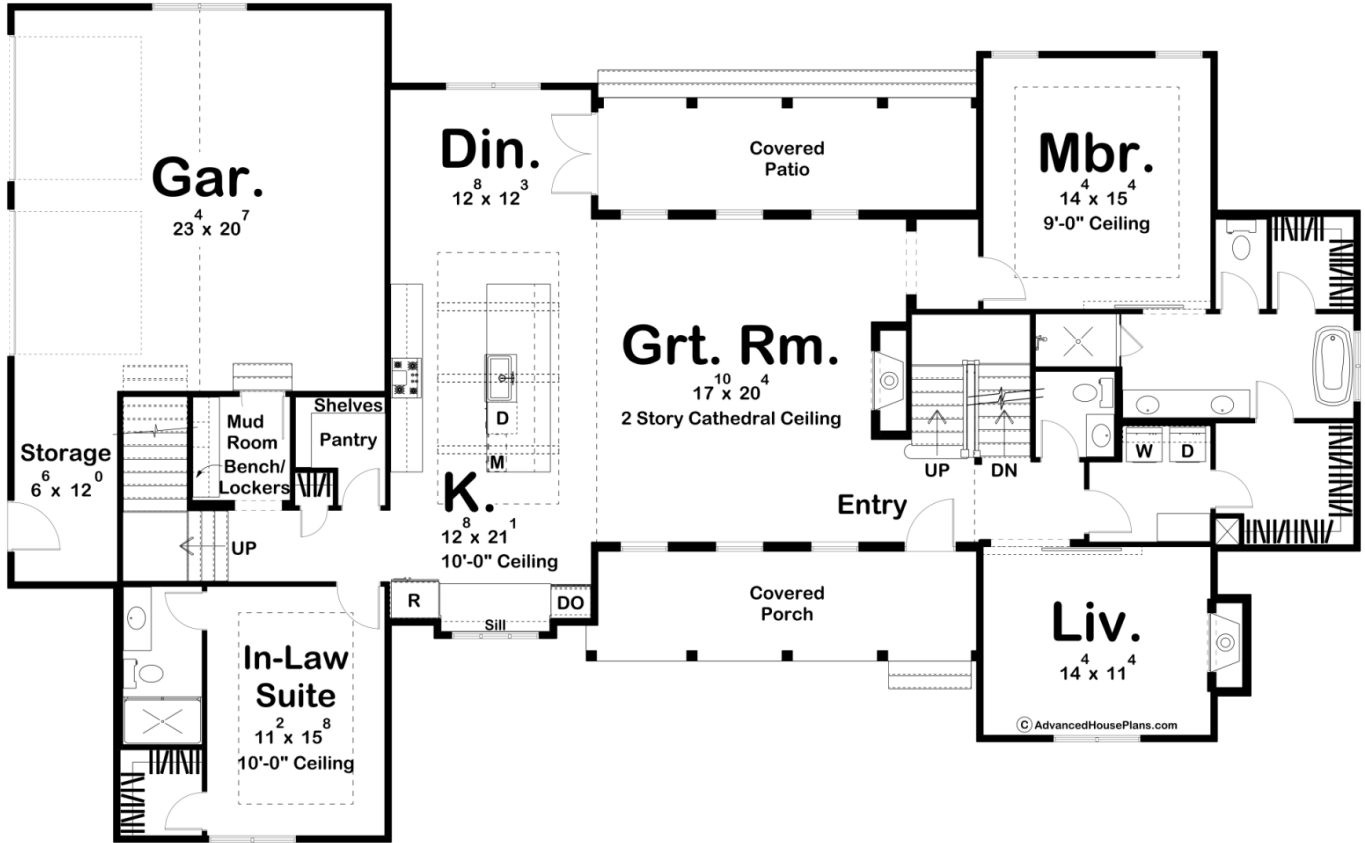 Gar.
23⁴ x 20⁷
Din.
12⁸ x 12³
Covered
Patio
Mbr.
14⁴ x 15⁴
9'-0" Ceiling
Grt. Rm.
17¹⁰ x 20⁴
2 Story Cathedral Ceiling
Storage
6⁶ x 12⁰
Mud
Room
Bench/
Lockers
Shelves
Pantry
D
M
K.
12⁸ x 21¹
10'-0" Ceiling
UP
UP
DN
Entry
W
D
R
Sill
DO
Covered
Porch
Liv.
14⁴ x 11⁴
© AdvancedHousePlans.com
In-Law
Suite
11² x 15⁸
10'-0" Ceiling